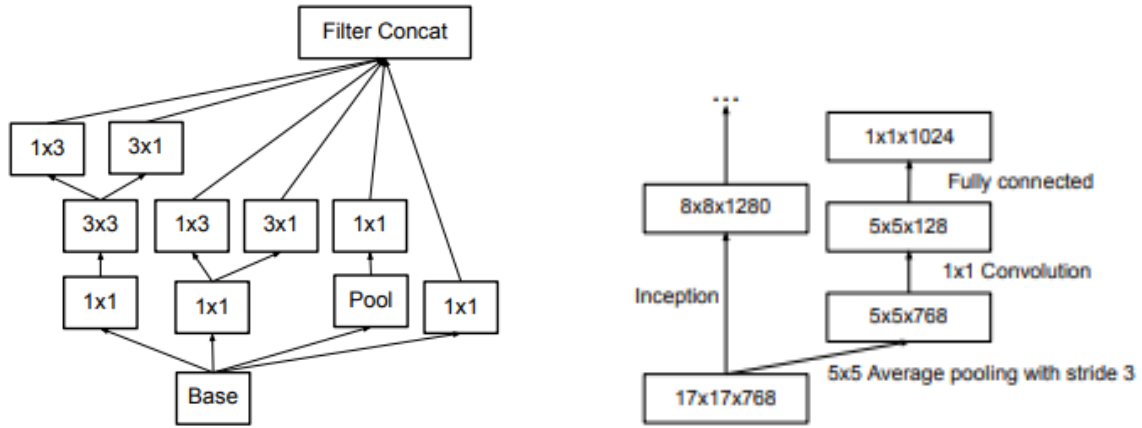 Filter Concat
1x3
3x1
3x3
1x3
3x1
1x1
1x1
1x1
Pool
1x1
Base
...
1x1x1024
Fully connected
8x8x1280
5x5x128
1x1 Convolution
Inception
5x5x768
5x5 Average pooling with stride 3
17x17x768